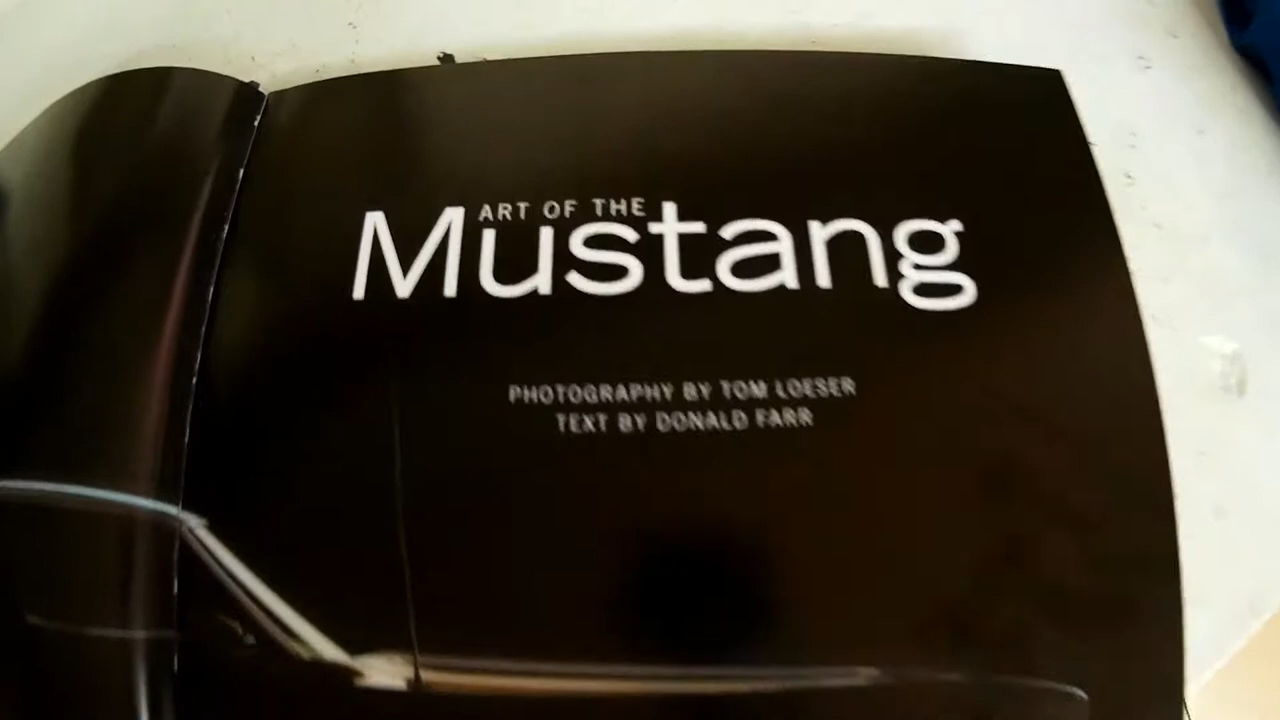 ART OF THE
Mustang
PHOTOGRAPHY BY TOM LOESER
TEXT BY DONALD FARR